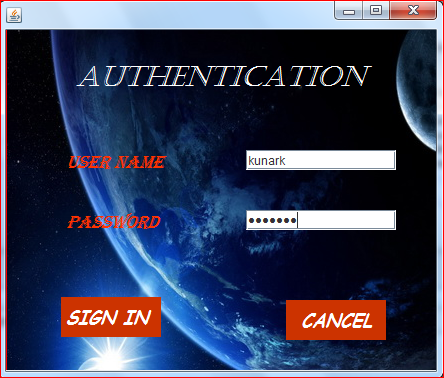 AUTHENTICATION
USER NAME kunark
PASSWORD •••••••
SIGN IN CANCEL